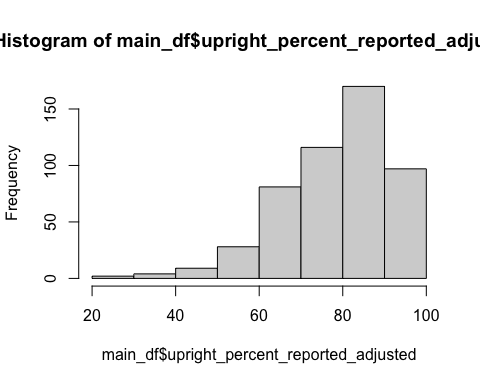 Histogram of main_df$upright_percent_reported_adju
Frequency
150
100
50
0
20 40 60 80 100
main_df$upright_percent_reported_adjusted